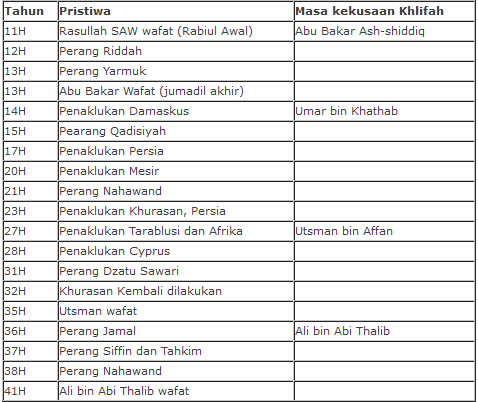 Tahun Pristiwa Masa kekusaan Khlifah
11H Rasullah SAW wafat (Rabiul Awal) Abu Bakar Ash-shiddiq
12H Perang Riddah
13H Perang Yarmuk
13H Abu Bakar Wafat (jumadil akhir)
14H Penaklukan Damaskus Umar bin Khathab
15H Pearang Qadisiyah
17H Penaklukan Persia
20H Penaklukan Mesir
21H Perang Nahawand
23H Penaklukan Khurasan, Persia
27H Penaklukan Tarablusi dan Afrika Utsman bin Affan
28H Penaklukan Cyprus
31H Perang Dzatu Sawari
32H Khurasan Kembali dilakukan
35H Utsman wafat
36H Perang Jamal Ali bin Abi Thalib
37H Perang Siffin dan Tahkim
38H Perang Nahawand
41H Ali bin Abi Thalib wafat